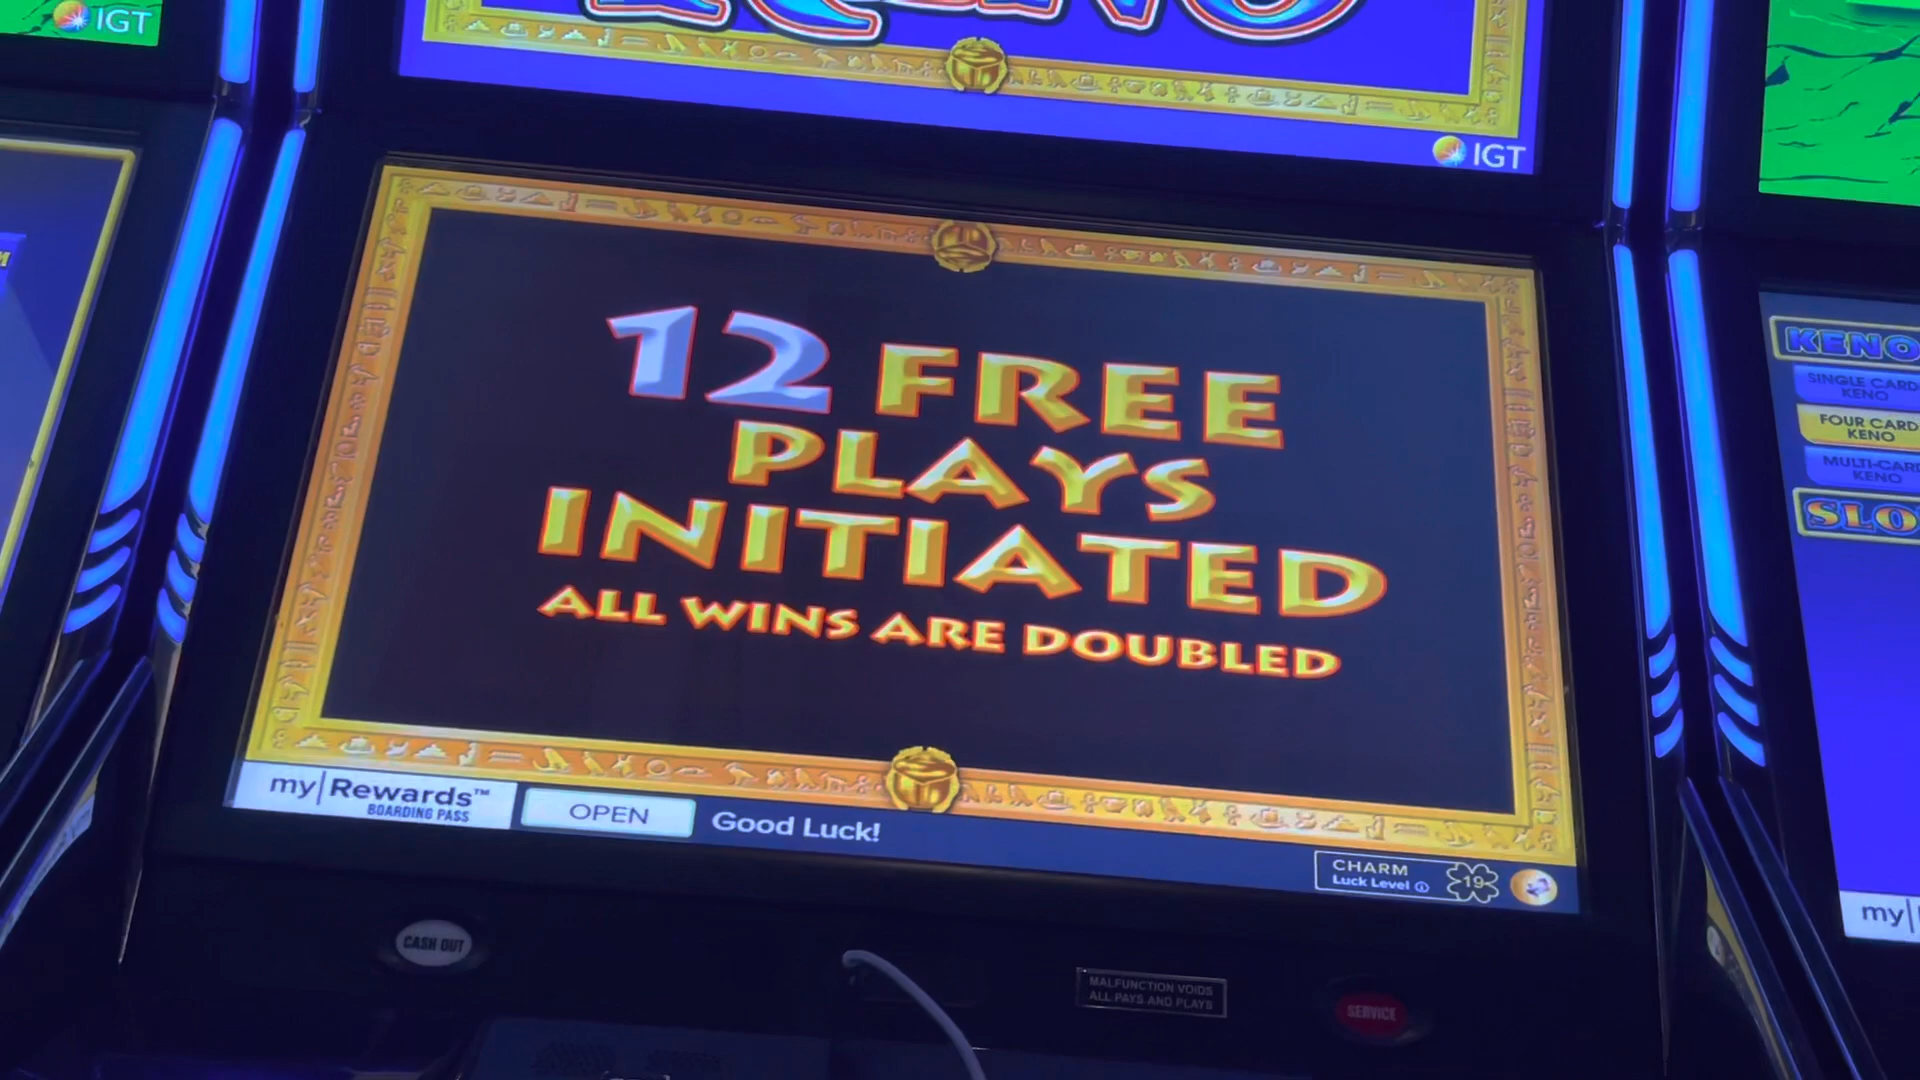 IGT
IGT
12 FREE
PLAYS
INITIATED
ALL WINS ARE DOUBLED
my|Rewards™
BOARDING PASS
OPEN
Good Luck!
CHARM
Luck Level
19
CASH OUT
MALFUNCTION VOIDS
ALL PAYS AND PLAYS
SERVICE
KENO
SINGLE CARD
KENO
FOUR CARD
KENO
MULTI-CARD
KENO
SLO
my